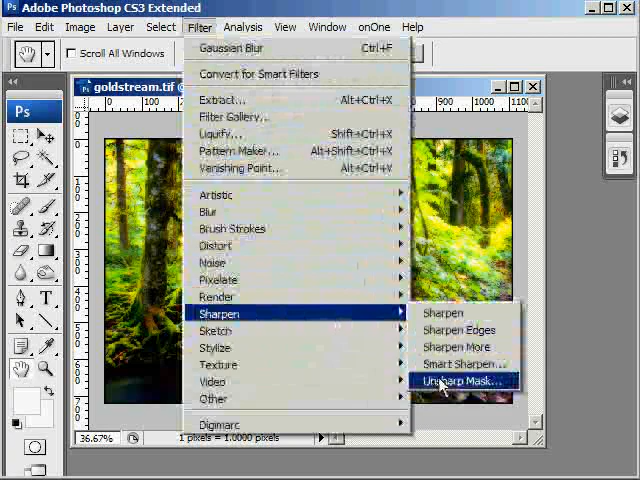 Adobe Photoshop CS3 Extended
File Edit Image Layer Select Filter Analysis View Window onOne Help
Scroll All Windows
goldstream.tif @
Ps
0 100 1000 1100
Gaussian Blur Ctrl+F
Convert for Smart Filters
Extract... Alt+Ctrl+X
Filter Gallery...
Liquify... Shift+Ctrl+X
Pattern Maker... Alt+Shift+Ctrl+X
Vanishing Point... Alt+Ctrl+V
Artistic
Blur
Brush Strokes
Distort
Noise
Pixelate
Render
Sharpen
Sketch
Stylize
Texture
Video
Other
Digimarc
Sharpen
Sharpen Edges
Sharpen More
Smart Sharpen...
Unsharp Mask...
36.67% 1 pixels = 1.0000 pixels